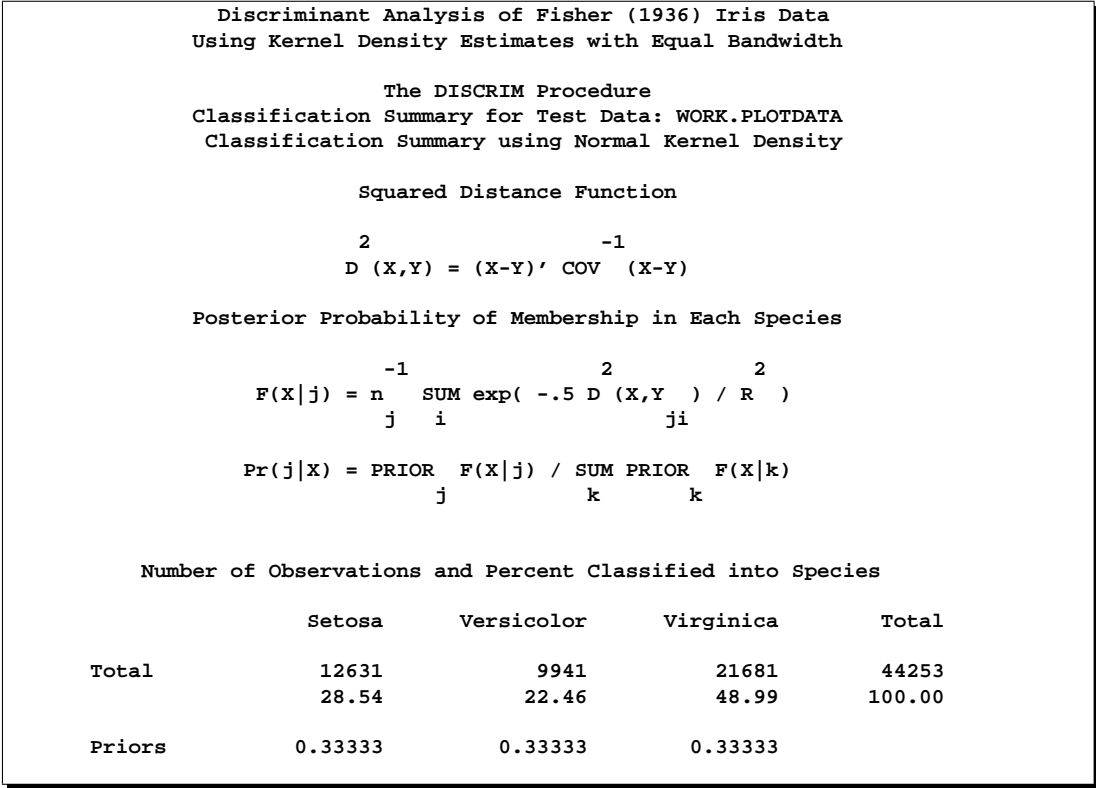 Discriminant Analysis of Fisher (1936) Iris Data
Using Kernel Density Estimates with Equal Bandwidth
The DISCRIM Procedure
Classification Summary for Test Data: WORK.PLOTDATA
Classification Summary using Normal Kernel Density
Squared Distance Function
2 -1
D (X,Y) = (X-Y)' COV (X-Y)
Posterior Probability of Membership in Each Species
-1 2 2
F(X|j) = n SUM exp( -.5 D (X,Y ) / R )
j i ji
Pr(j|X) = PRIOR F(X|j) / SUM PRIOR F(X|k)
j k k
Number of Observations and Percent Classified into Species
Setosa Versicolor Virginica Total
Total 12631 9941 21681 44253
28.54 22.46 48.99 100.00
Priors 0.33333 0.33333 0.33333